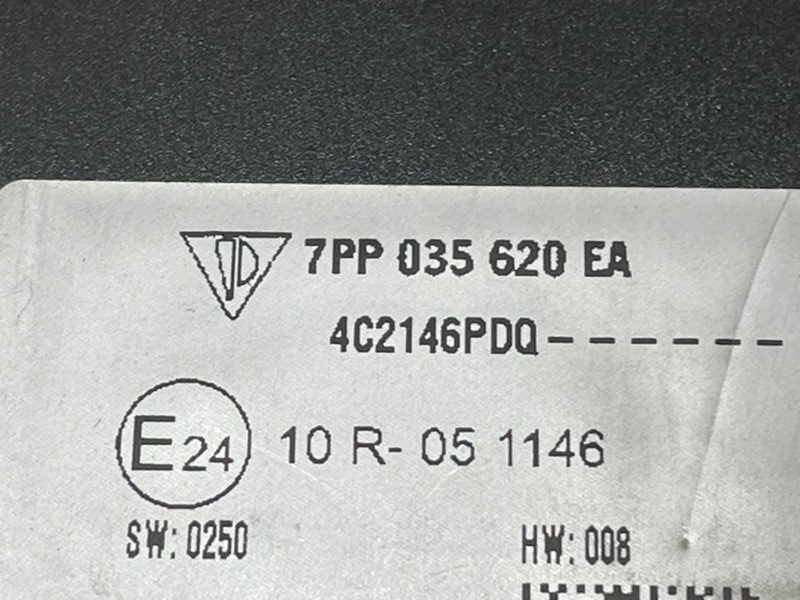 7PP 035 620 EA
4C2146PDQ------
E24 10 R- 05 1146
SW: 0250 HW: 008